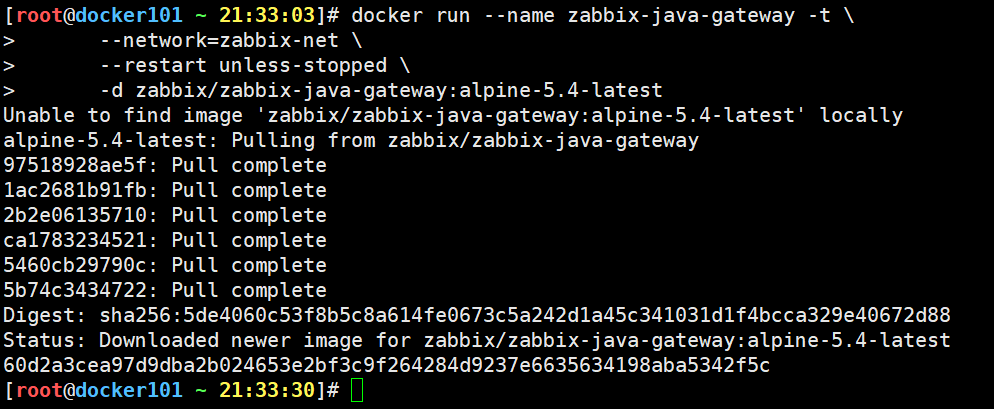 [root@docker101 ~ 21:33:03]# docker run --name zabbix-java-gateway -t \
>       --network=zabbix-net \
>       --restart unless-stopped \
>       -d zabbix/zabbix-java-gateway:alpine-5.4-latest
Unable to find image 'zabbix/zabbix-java-gateway:alpine-5.4-latest' locally
alpine-5.4-latest: Pulling from zabbix/zabbix-java-gateway
97518928ae5f: Pull complete
1ac2681b91fb: Pull complete
2b2e06135710: Pull complete
ca1783234521: Pull complete
5460cb29790c: Pull complete
5b74c3434722: Pull complete
Digest: sha256:5de4060c53f8b5c8a614fe0673c5a242d1a45c341031d1f4bcca329e40672d88
Status: Downloaded newer image for zabbix/zabbix-java-gateway:alpine-5.4-latest
60d2a3cea97d9dba2b024653e2bf3c9f264284d9237e6635634198aba5342f5c
[root@docker101 ~ 21:33:30]#